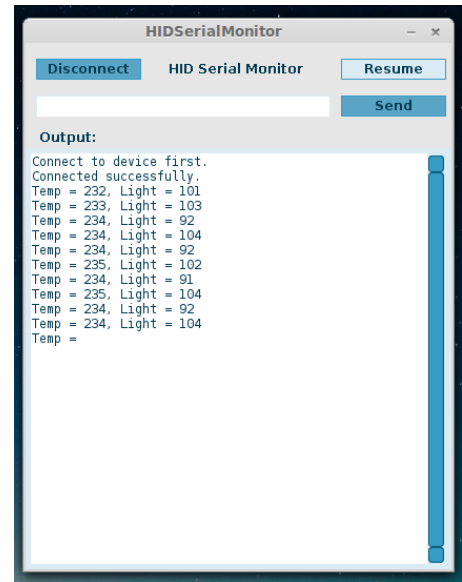 HIDSerialMonitor
Disconnect HID Serial Monitor Resume
Send
Output:
Connect to device first.
Connected successfully.
Temp = 232, Light = 101
Temp = 233, Light = 103
Temp = 234, Light = 92
Temp = 234, Light = 104
Temp = 234, Light = 92
Temp = 235, Light = 102
Temp = 234, Light = 91
Temp = 235, Light = 104
Temp = 234, Light = 92
Temp = 234, Light = 104
Temp =